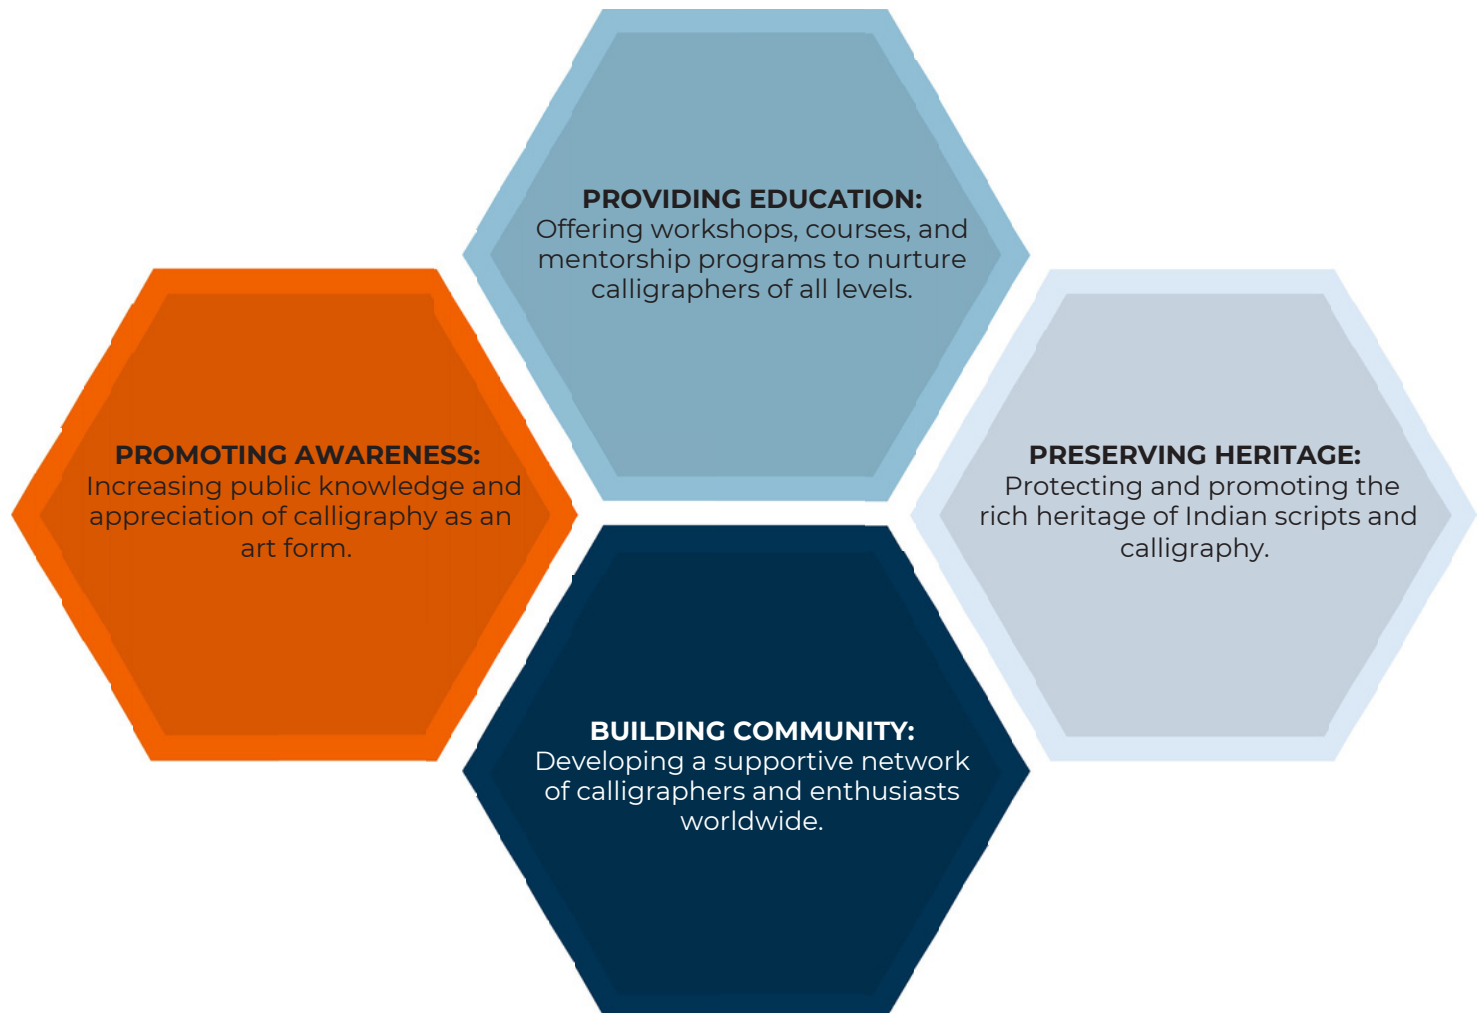 PROVIDING EDUCATION:
Offering workshops, courses, and
mentorship programs to nurture
calligraphers of all levels.
PROMOTING AWARENESS:
Increasing public knowledge and
appreciation of calligraphy as an
art form.
PRESERVING HERITAGE:
Protecting and promoting the
rich heritage of Indian scripts and
calligraphy.
BUILDING COMMUNITY:
Developing a supportive network
of calligraphers and enthusiasts
worldwide.